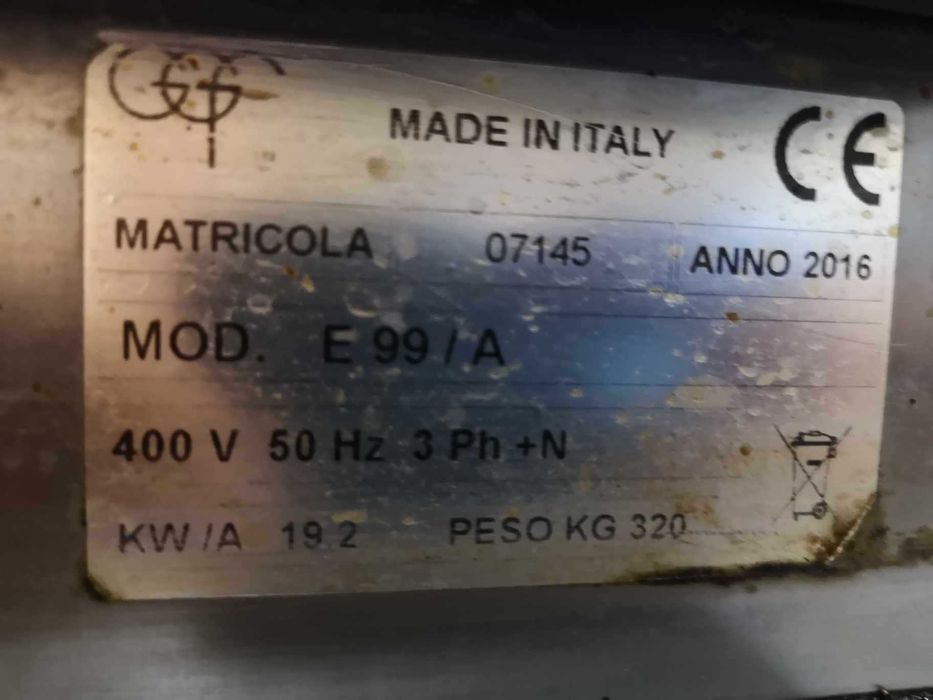 MADE IN ITALY CE
MATRICOLA 07145 ANNO 2016
MOD. E 99 / A
400 V 50 Hz 3 Ph +N
KW /A 19.2 PESO KG 320